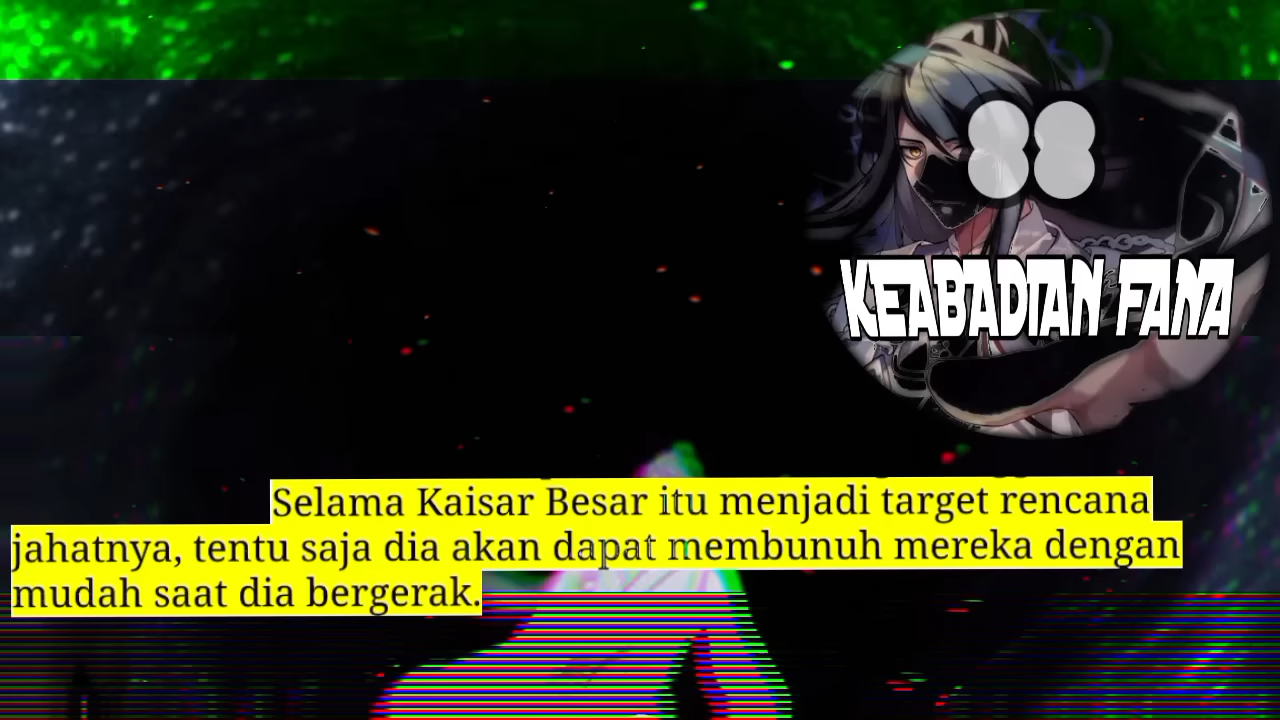 88
KEABADIAN FANA
Selama Kaisar Besar itu menjadi target rencana
jahatnya, tentu saja dia akan dapat membunuh mereka dengan
mudah saat dia bergerak.